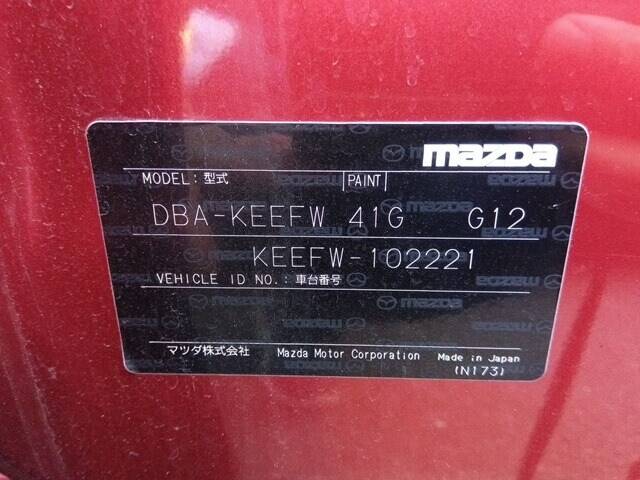 mazda
MODEL: 型式 PAINT
DBA-KEEFW 41G G12
KEEFW-102221
VEHICLE ID NO.: 車台番号
マツダ株式会社 Mazda Motor Corporation Made in Japan
(N173)